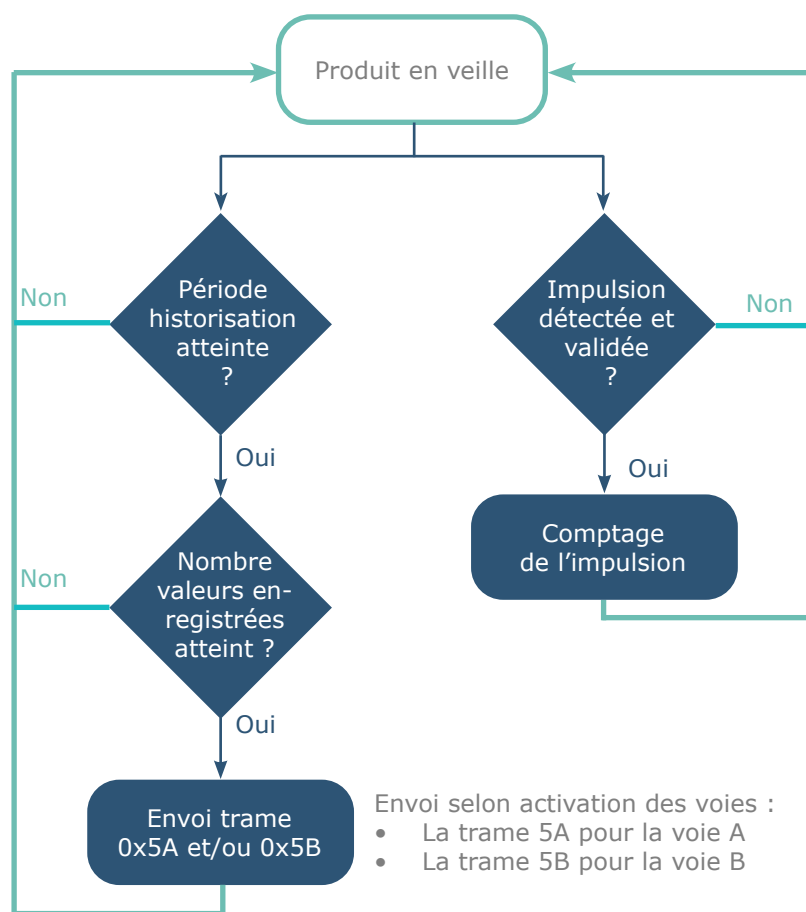 Produit en veille
Période
historisation
atteinte
?
Non
Impulsion
détectée et
validée
?
Non
Oui
Oui
Nombre
valeurs en-
registrées
atteint ?
Non
Comptage
de l’impulsion
Oui
Envoi trame
0x5A et/ou 0x5B
Envoi selon activation des voies :
• La trame 5A pour la voie A
• La trame 5B pour la voie B